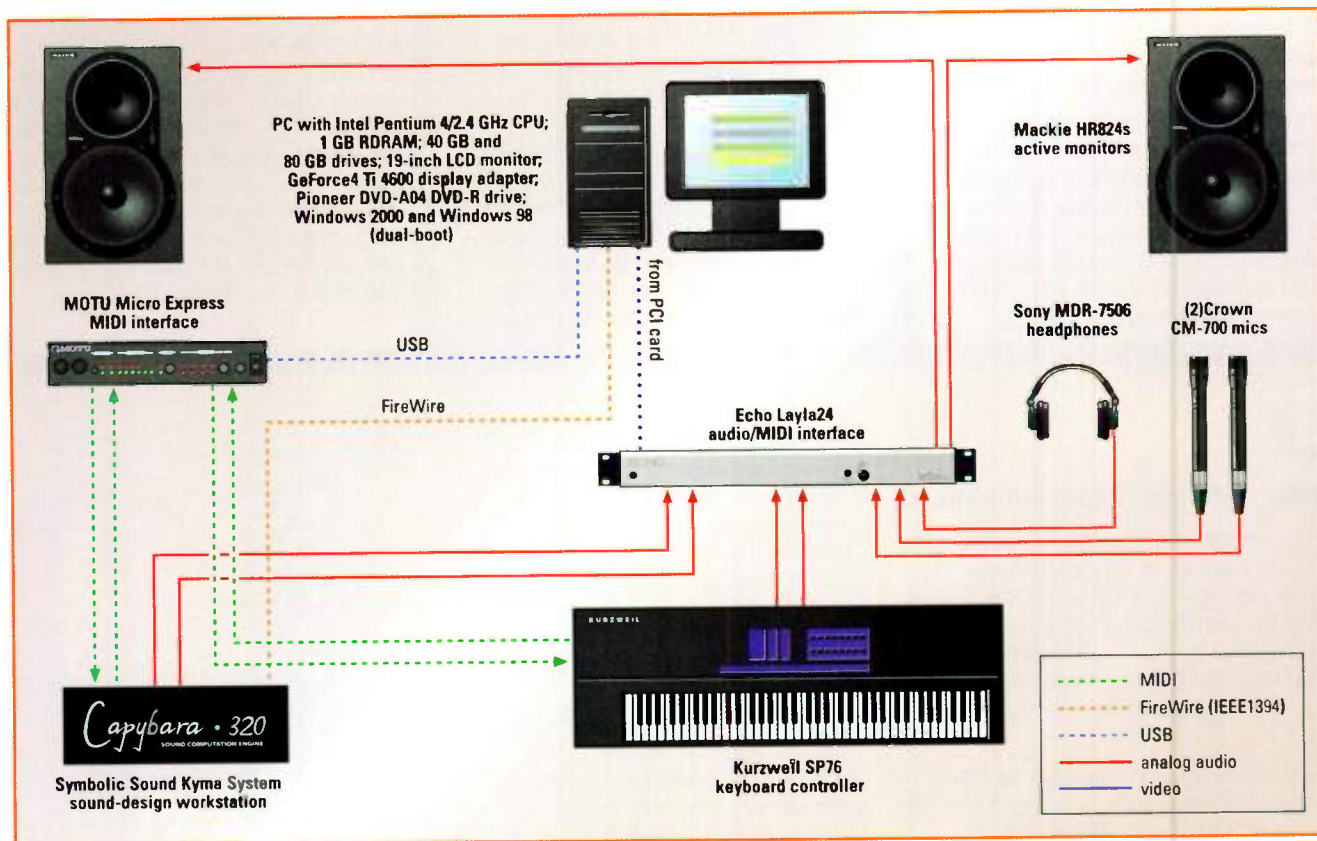 PC with Intel Pentium 4/2.4 GHz CPU;
1 GB RDRAM; 40 GB and
80 GB drives; 19-inch LCD monitor;
GeForce4 Ti 4600 display adapter;
Pioneer DVD-A04 DVD-R drive;
Windows 2000 and Windows 98
(dual-boot)
Mackie HR824s
active monitors
MOTU Micro Express
MIDI interface
MOTU
USB
from PCI card
FireWire
Sony MDR-7506
headphones
(2)Crown
CM-700 mics
Echo Layla24
audio/MIDI interface
KURZWEIL
Capybara · 320
SOUND COMPUTATION ENGINE
Symbolic Sound Kyma System
sound-design workstation
Kurzweil SP76
keyboard controller
MIDI
FireWire (IEEE1394)
USB
analog audio
video